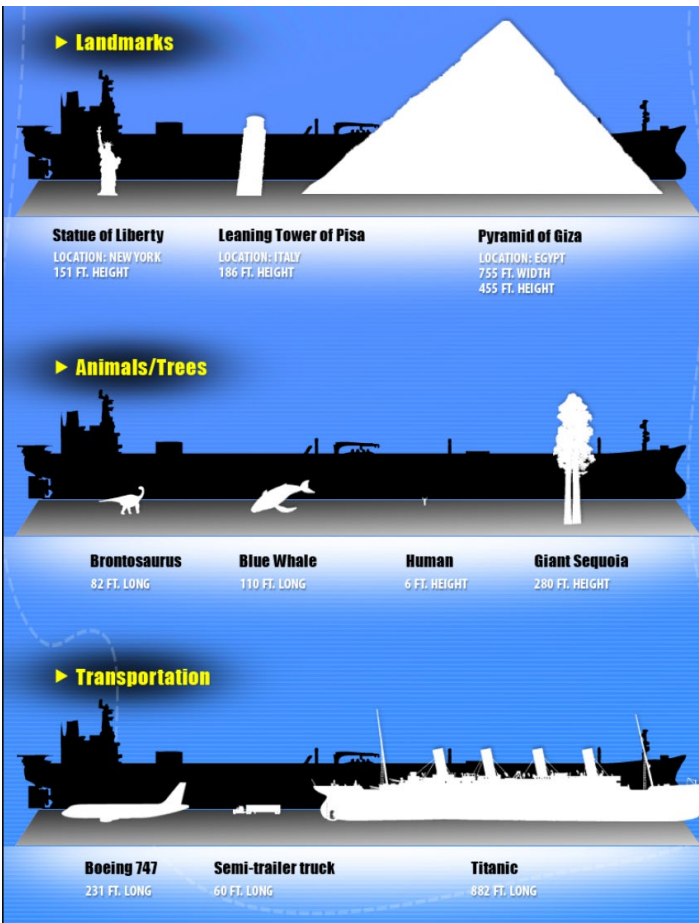 Landmarks
Statue of Liberty
LOCATION: NEW YORK
151 FT. HEIGHT
Leaning Tower of Pisa
LOCATION: ITALY
186 FT. HEIGHT
Pyramid of Giza
LOCATION: EGYPT
755 FT. WIDTH
455 FT. HEIGHT
Animals/Trees
Brontosaurus
82 FT. LONG
Blue Whale
110 FT. LONG
Human
6 FT. HEIGHT
Giant Sequoia
280 FT. HEIGHT
Transportation
Boeing 747
231 FT. LONG
Semi-trailer truck
60 FT. LONG
Titanic
882 FT. LONG